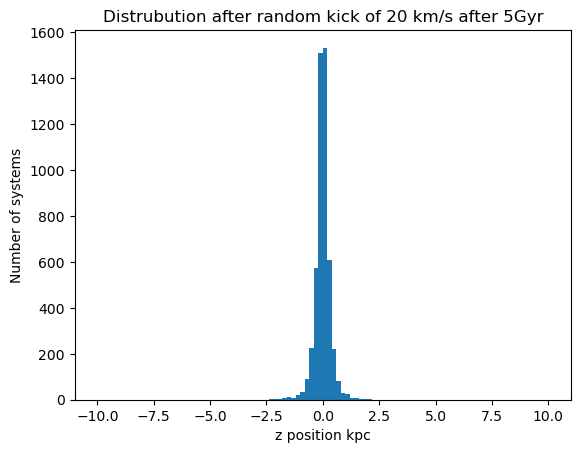 Distrubution after random kick of 20 km/s after 5Gyr
1600
1400
1200
1000
800
600
400
200
0
Number of systems
−10.0 −7.5 −5.0 −2.5 0.0 2.5 5.0 7.5 10.0
z position kpc